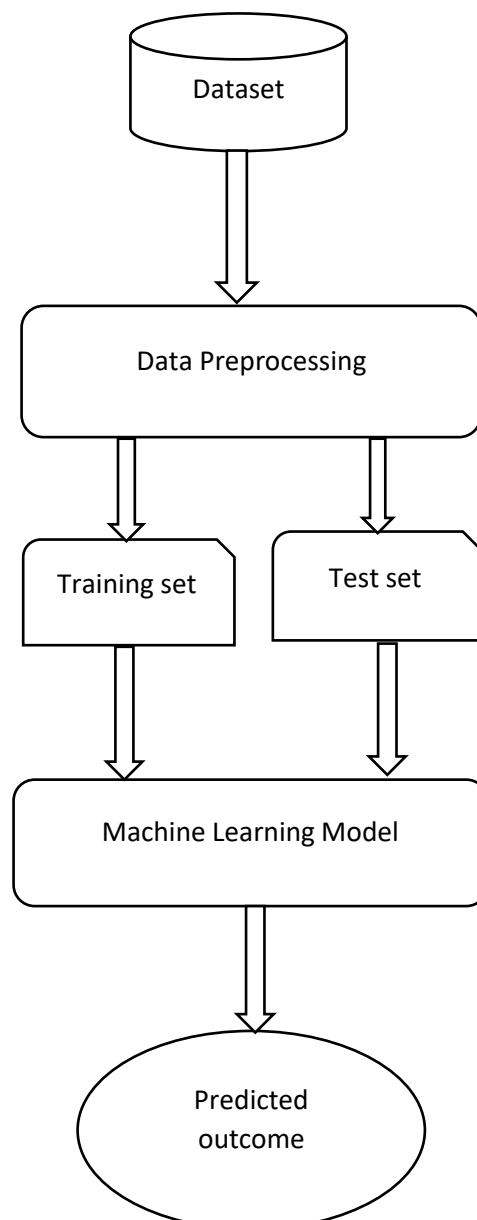 Dataset
Data Preprocessing
Training set
Test set
Machine Learning Model
Predicted
outcome